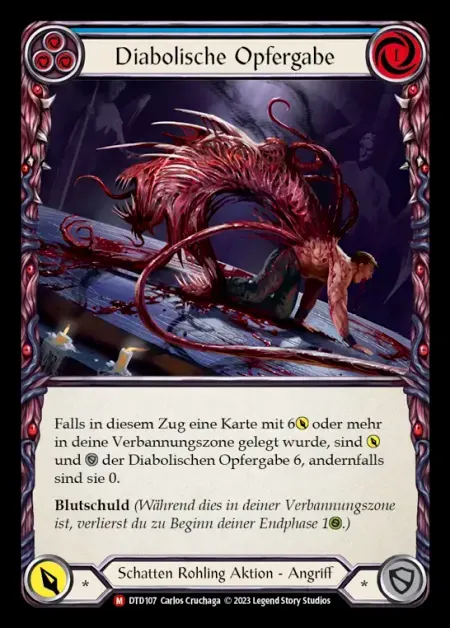 Diabolische Opfergabe
1
Falls in diesem Zug eine Karte mit 6 oder mehr
in deine Verbannungszone gelegt wurde, sind
und der Diabolischen Opfergabe 6, andernfalls
sind sie 0.
Blutschuld (Während dies in deiner Verbannungszone
ist, verlierst du zu Beginn deiner Endphase 1.)
* Schatten Rohling Aktion - Angriff *
M DTD107 Carlos Cruchaga © 2023 Legend Story Studios